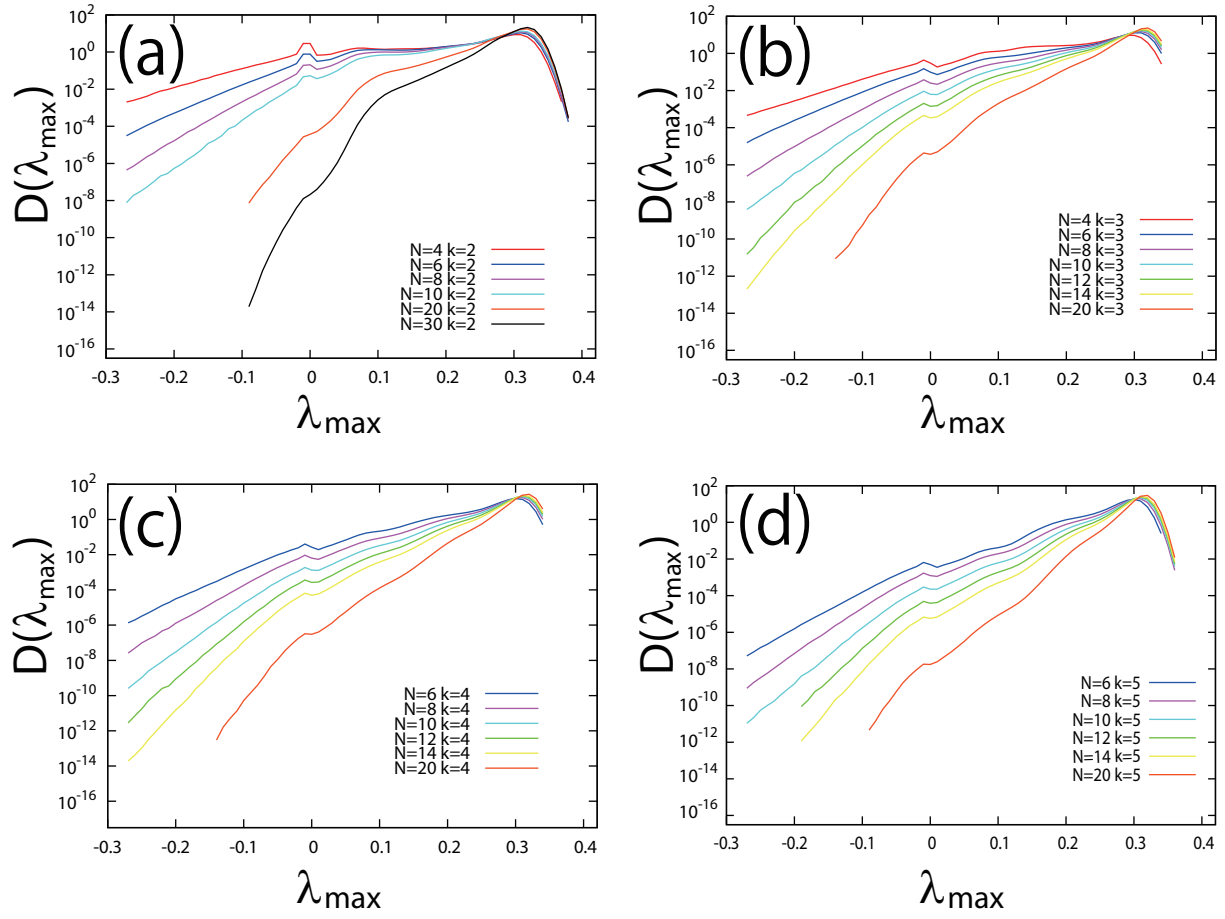 (a)
D(λmax)
10^2
10^0
10^-2
10^-4
10^-6
10^-8
10^-10
10^-12
10^-14
10^-16
N=4 k=2
N=6 k=2
N=8 k=2
N=10 k=2
N=20 k=2
N=30 k=2
-0.3 -0.2 -0.1 0 0.1 0.2 0.3 0.4
λmax
(b)
D(λmax)
10^2
10^0
10^-2
10^-4
10^-6
10^-8
10^-10
10^-12
10^-14
10^-16
N=4 k=3
N=6 k=3
N=8 k=3
N=10 k=3
N=12 k=3
N=14 k=3
N=20 k=3
-0.3 -0.2 -0.1 0 0.1 0.2 0.3 0.4
λmax
(c)
D(λmax)
10^2
10^0
10^-2
10^-4
10^-6
10^-8
10^-10
10^-12
10^-14
10^-16
N=6 k=4
N=8 k=4
N=10 k=4
N=12 k=4
N=14 k=4
N=20 k=4
-0.3 -0.2 -0.1 0 0.1 0.2 0.3 0.4
λmax
(d)
D(λmax)
10^2
10^0
10^-2
10^-4
10^-6
10^-8
10^-10
10^-12
10^-14
10^-16
N=6 k=5
N=8 k=5
N=10 k=5
N=12 k=5
N=14 k=5
N=20 k=5
-0.3 -0.2 -0.1 0 0.1 0.2 0.3 0.4
λmax